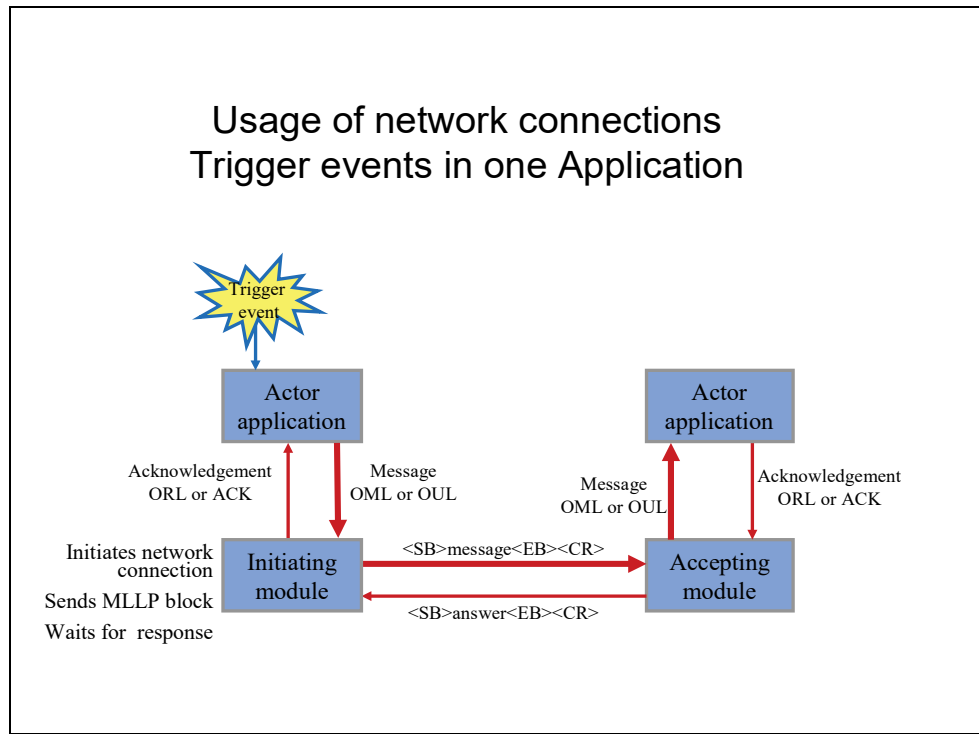 Usage of network connections
Trigger events in one Application
Trigger
event
Actor
application
Actor
application
Acknowledgement
ORL or ACK
Message
OML or OUL
Message
OML or OUL
Acknowledgement
ORL or ACK
Initiates network
connection
Sends MLLP block
Waits for response
Initiating
module
<SB>message<EB><CR>
<SB>answer<EB><CR>
Accepting
module